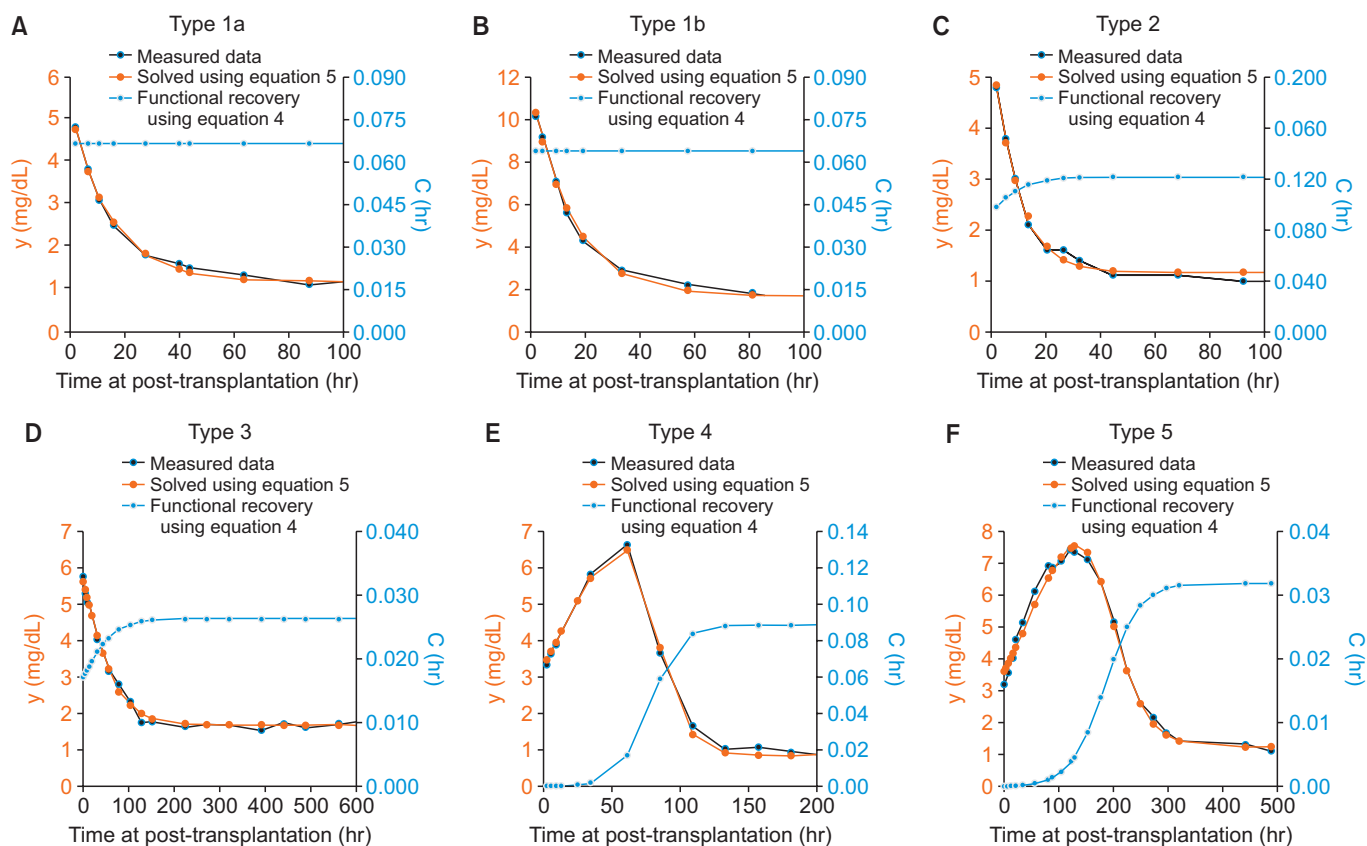 A
Type 1a
Measured data
Solved using equation 5
Functional recovery
using equation 4
y (mg/dL)
6
5
4
3
2
1
0
C (hr)
0.090
0.075
0.060
0.045
0.030
0.015
0.000
0 20 40 60 80 100
Time at post-transplantation (hr)
B
Type 1b
Measured data
Solved using equation 5
Functional recovery
using equation 4
y (mg/dL)
12
10
8
6
4
2
0
C (hr)
0.090
0.075
0.060
0.045
0.030
0.015
0.000
0 20 40 60 80 100
Time at post-transplantation (hr)
C
Type 2
Measured data
Solved using equation 5
Functional recovery
using equation 4
y (mg/dL)
5
4
3
2
1
0
C (hr)
0.200
0.060
0.120
0.080
0.040
0.000
0 20 40 60 80 100
Time at post-transplantation (hr)
D
Type 3
Measured data
Solved using equation 5
Functional recovery
using equation 4
y (mg/dL)
7
6
5
4
3
2
1
0
C (hr)
0.040
0.030
0.020
0.010
0.000
0 100 200 300 400 500 600
Time at post-transplantation (hr)
E
Type 4
Measured data
Solved using equation 5
Functional recovery
using equation 4
y (mg/dL)
7
6
5
4
3
2
1
0
C (hr)
0.14
0.12
0.10
0.08
0.06
0.04
0.02
0.00
0 50 100 150 200
Time at post-transplantation (hr)
F
Type 5
Measured data
Solved using equation 5
Functional recovery
using equation 4
y (mg/dL)
8
7
6
5
4
3
2
1
0
C (hr)
0.04
0.03
0.02
0.01
0.00
0 100 200 300 400 500
Time at post-transplantation (hr)